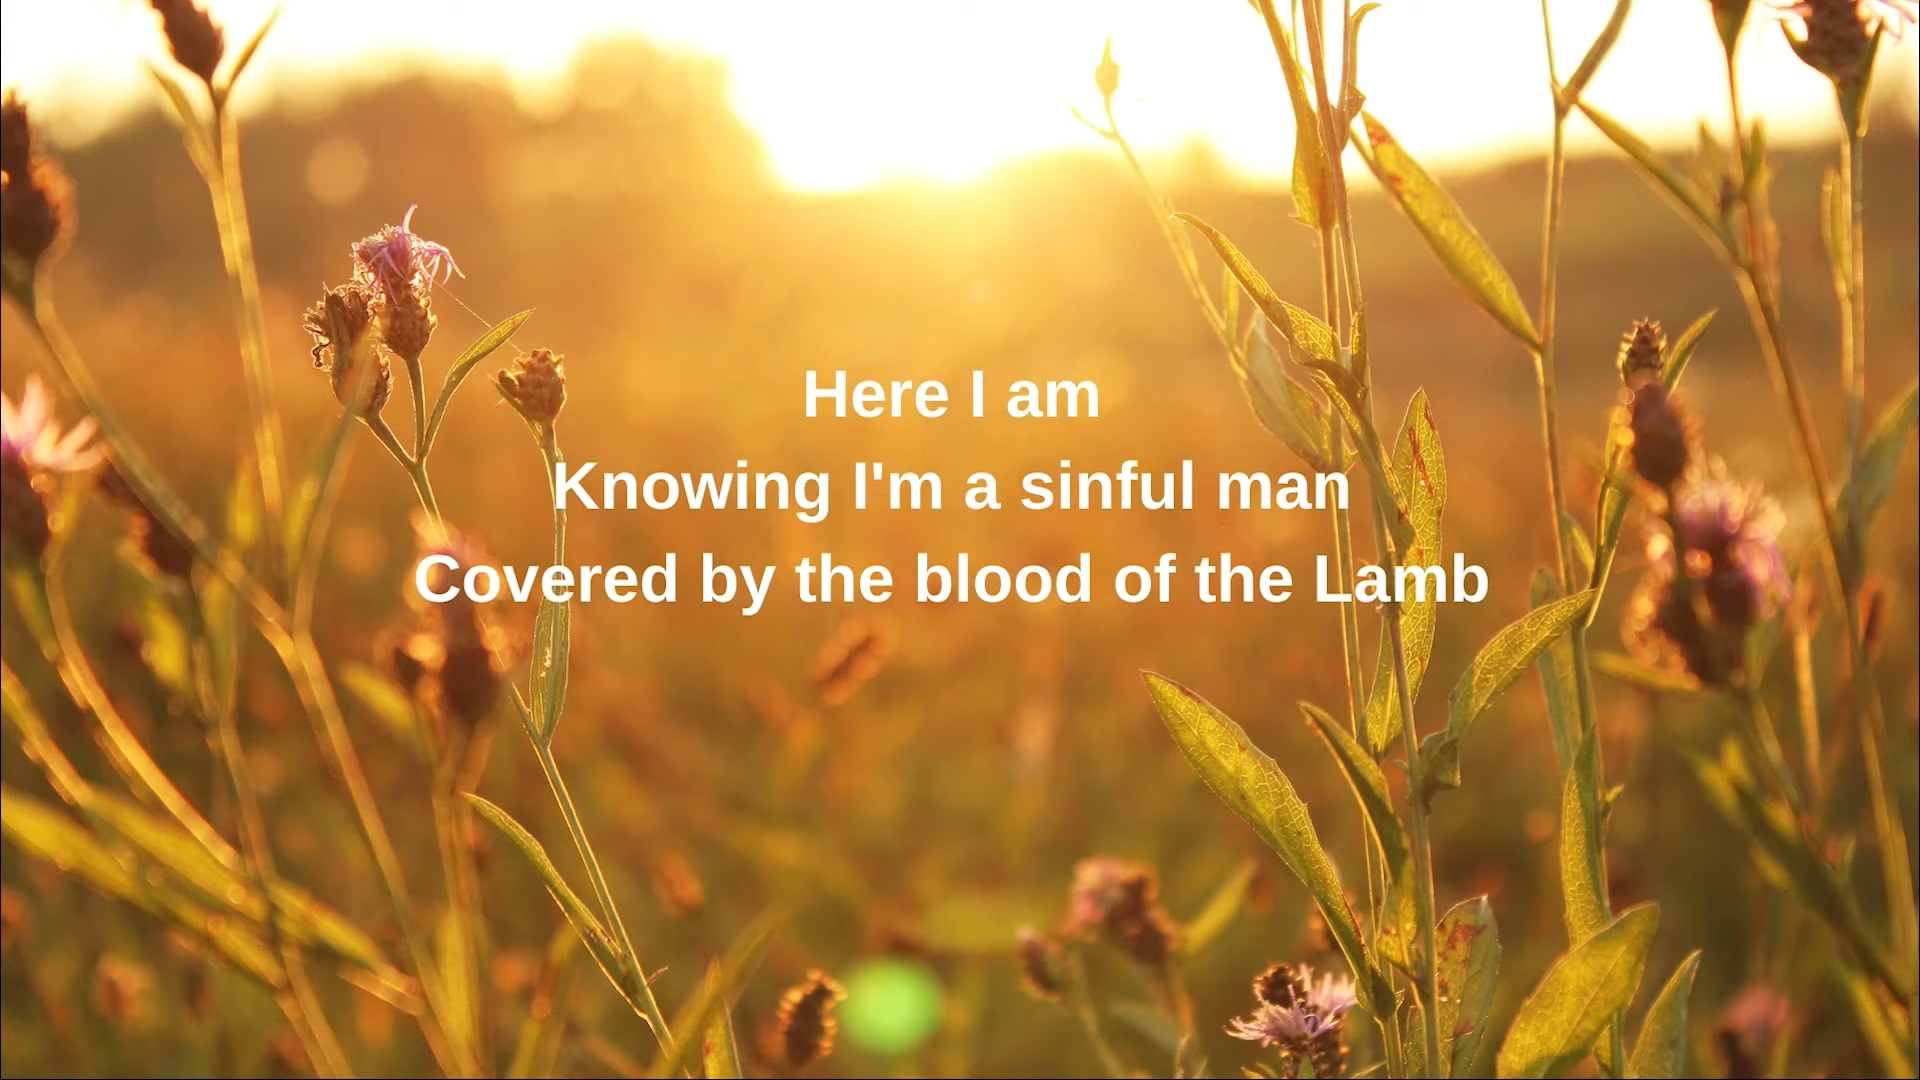 Here I am
Knowing I'm a sinful man
Covered by the blood of the Lamb